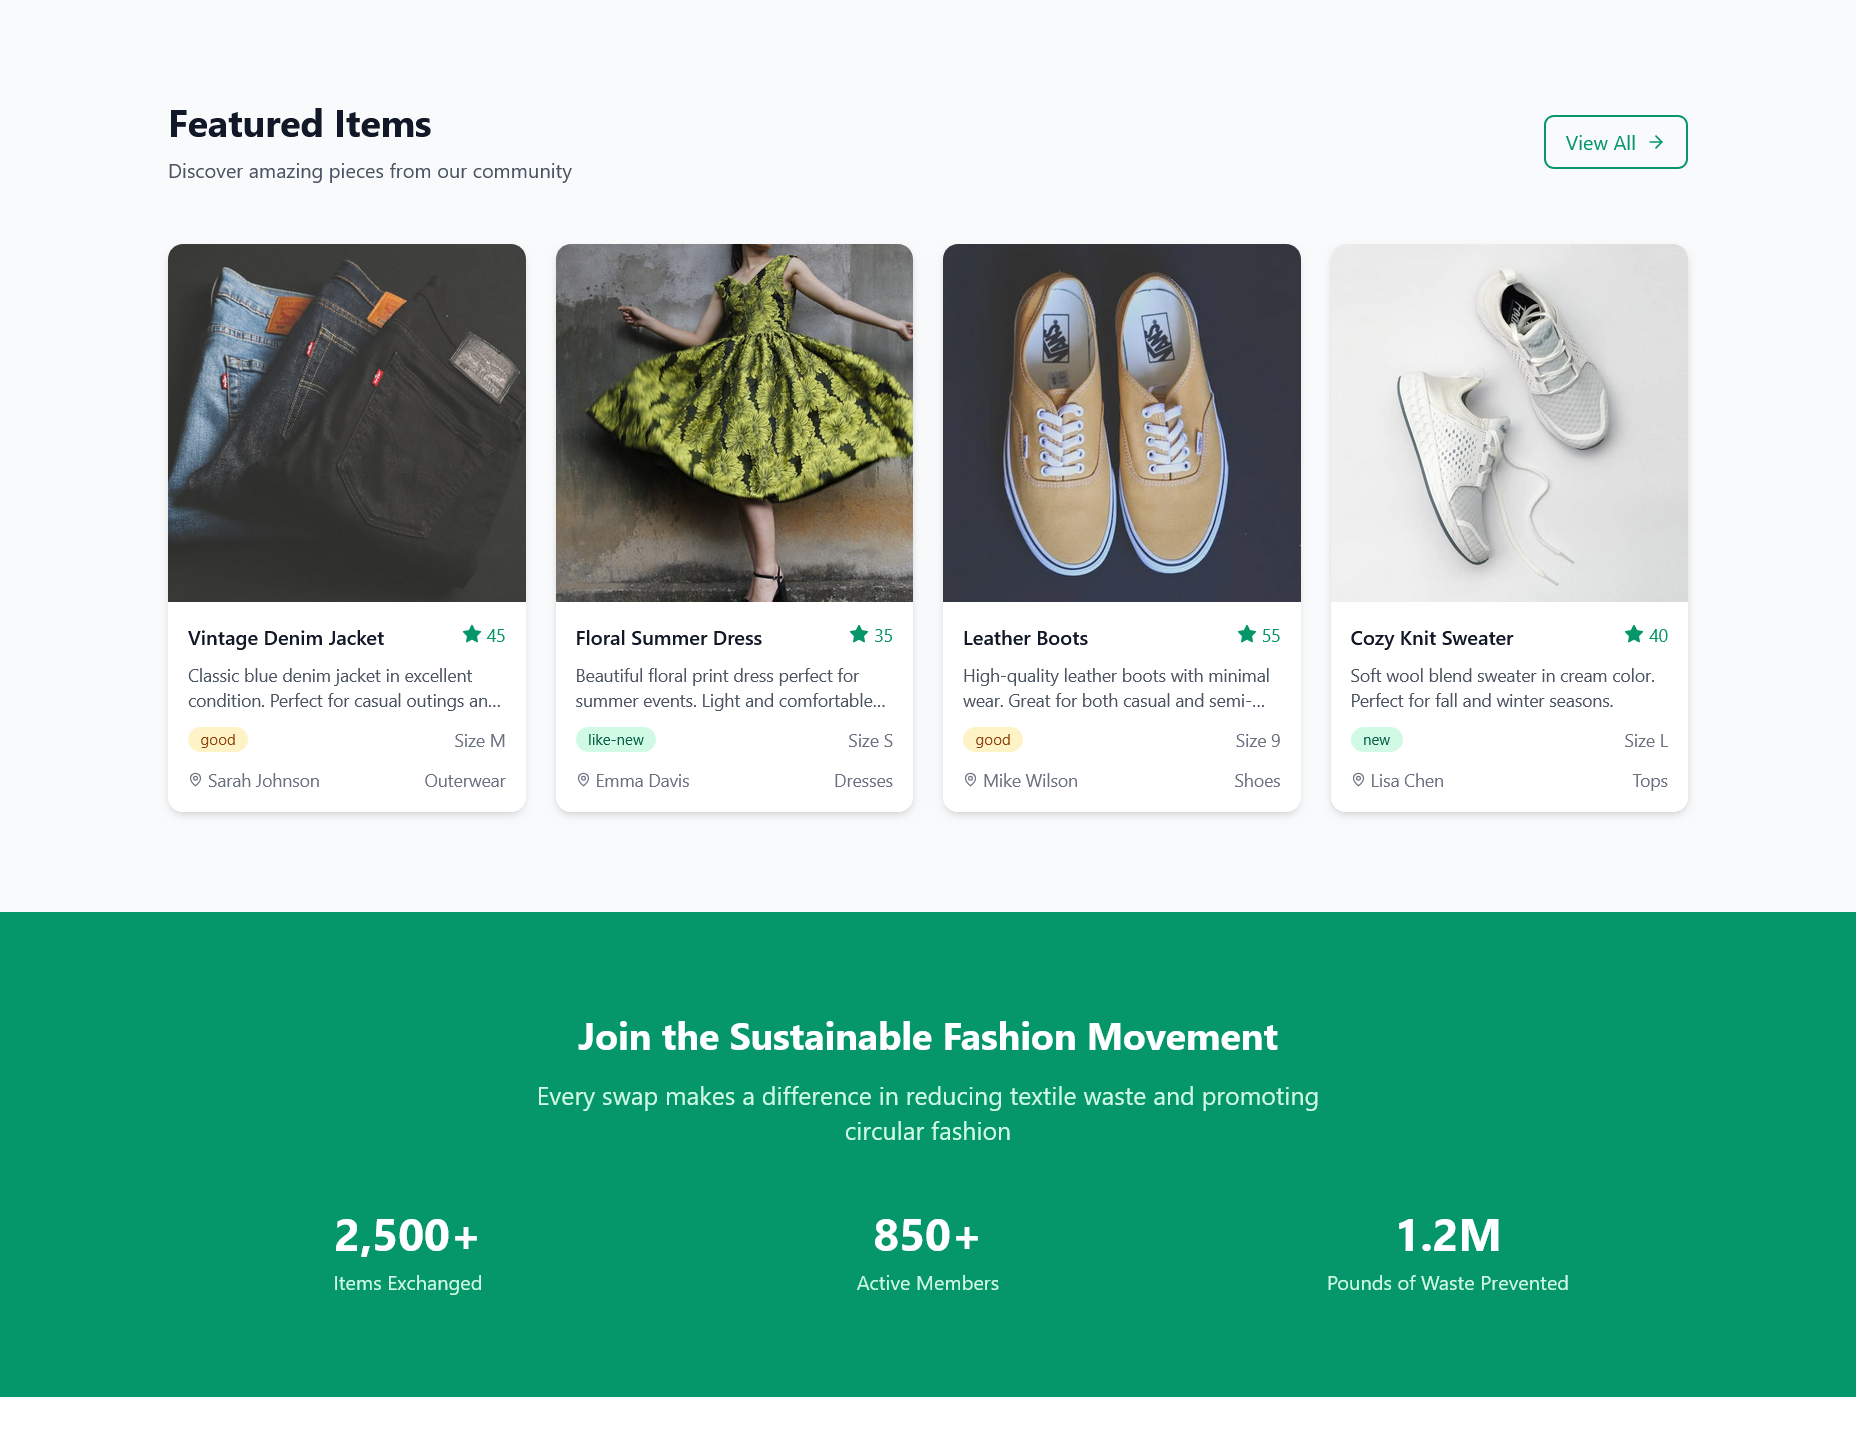 Featured Items
Discover amazing pieces from our community
View All
VANS
VANS
Vintage Denim Jacket
45
Classic blue denim jacket in excellent
condition. Perfect for casual outings an...
good
Size M
Sarah Johnson
Outerwear
Floral Summer Dress
35
Beautiful floral print dress perfect for
summer events. Light and comfortable...
like-new
Size S
Emma Davis
Dresses
Leather Boots
55
High-quality leather boots with minimal
wear. Great for both casual and semi-...
good
Size 9
Mike Wilson
Shoes
Cozy Knit Sweater
40
Soft wool blend sweater in cream color.
Perfect for fall and winter seasons.
new
Size L
Lisa Chen
Tops
Join the Sustainable Fashion Movement
Every swap makes a difference in reducing textile waste and promoting
circular fashion
2,500+
Items Exchanged
850+
Active Members
1.2M
Pounds of Waste Prevented